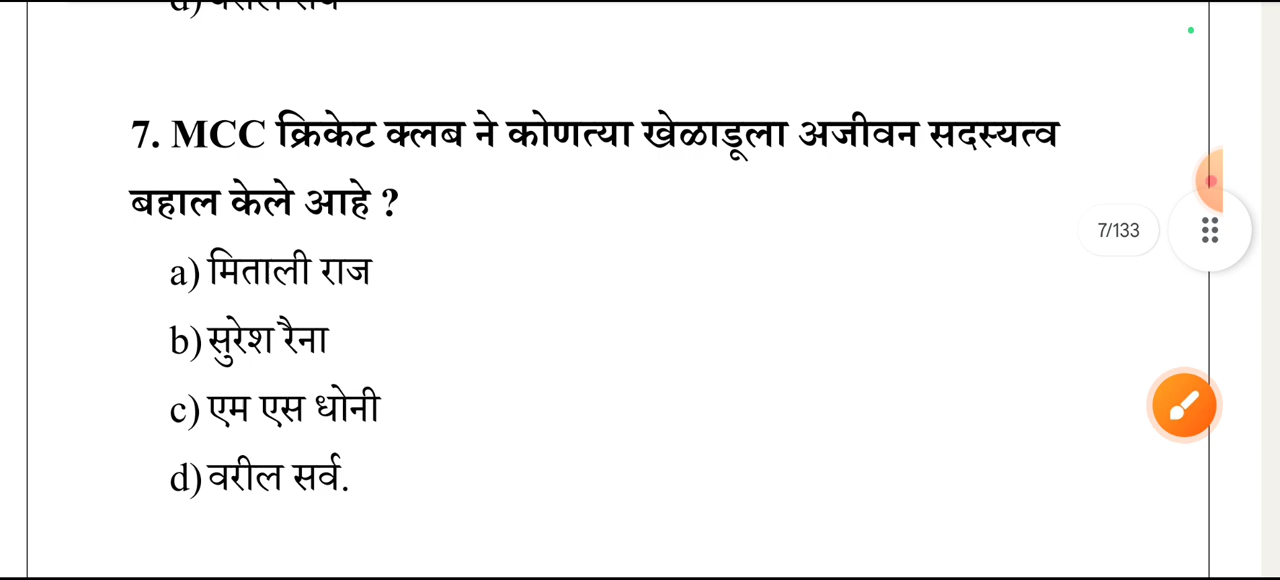 7. MCC क्रिकेट क्लब ने कोणत्या खेळाडूला अजीवन सदस्यत्व
बहाल केले आहे ?
7/133
a) मिताली राज
b) सुरेश रैना
c) एम एस धोनी
d) वरील सर्व.